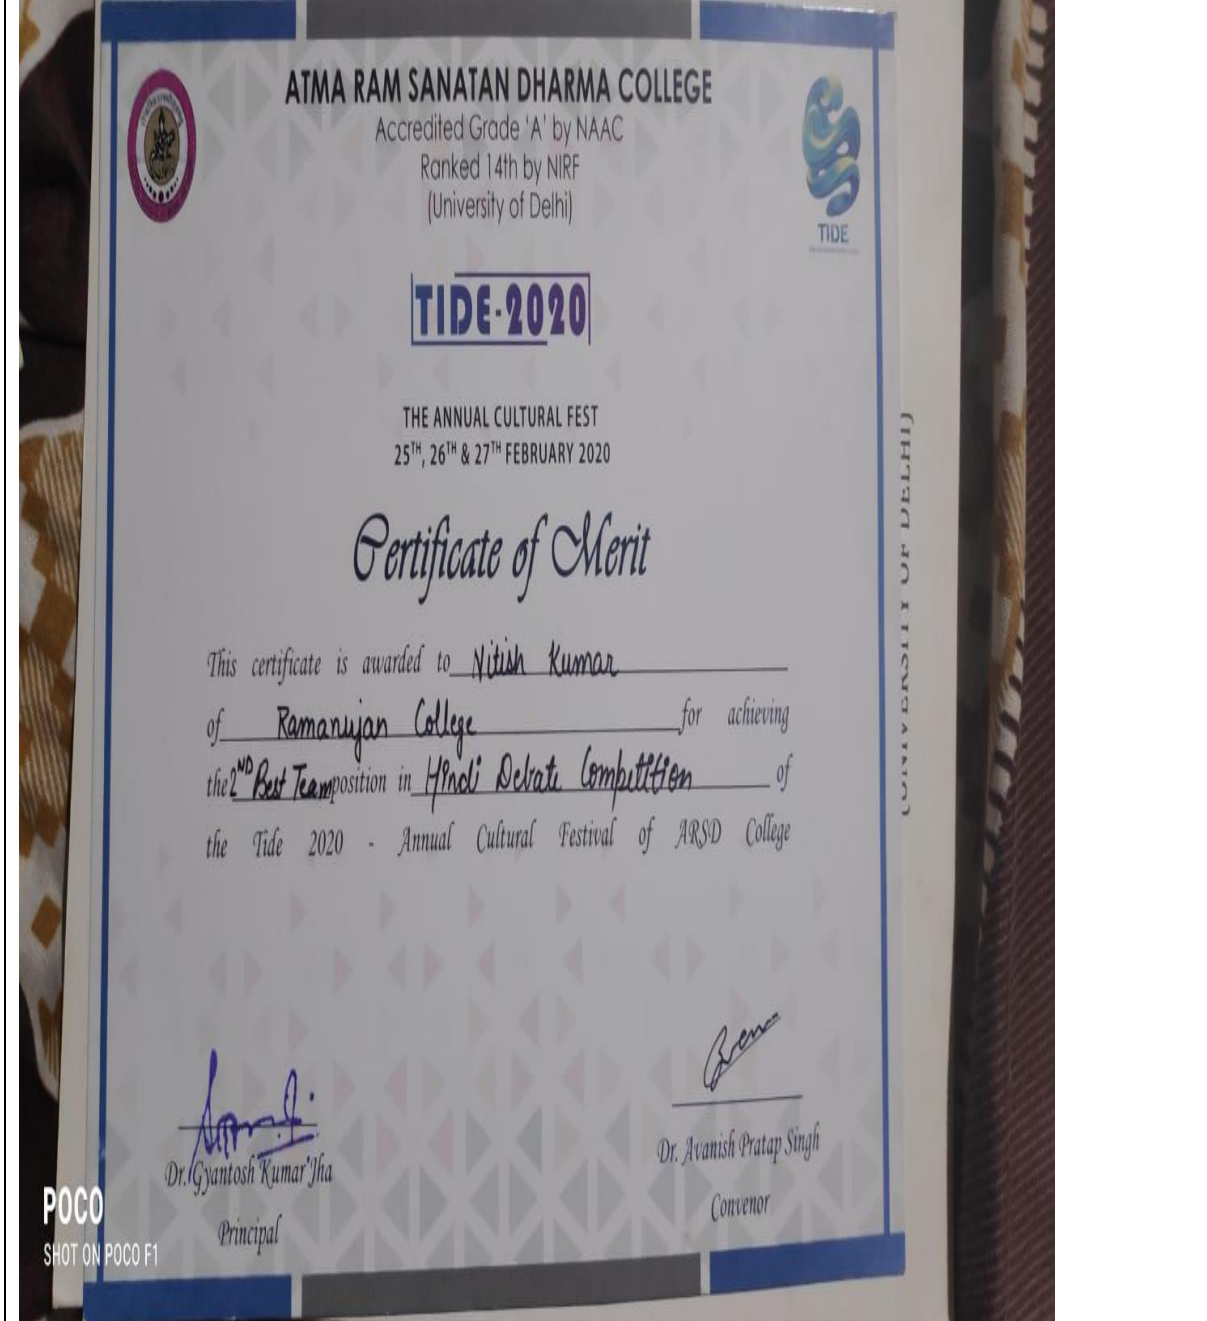 ATMA RAM SANATAN DHARMA COLLEGE
Accredited Grade 'A' by NAAC
Ranked 14th by NIRF
(University of Delhi)
TIDE
TIDE-2020
THE ANNUAL CULTURAL FEST
25TH, 26TH & 27TH FEBRUARY 2020
Certificate of Merit
This certificate is awarded to Nitish Kumar
of Ramanujan College for achieving
the 2ND Best Team position in Hindi Debate Competition of
the Tide 2020 - Annual Cultural Festival of ARSD College
Dr. Gyantosh Kumar Jha
Principal
Dr. Avanish Pratap Singh
Convenor
(UNIVERSITY OF DELHI)
POCO
SHOT ON POCO F1